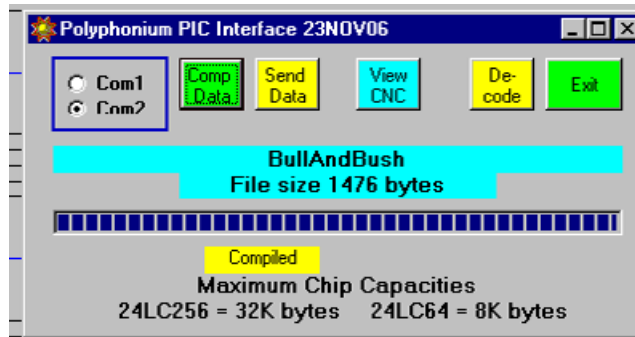 Polyphonium PIC Interface 23NOV06
Com1
Com2
Comp Data
Send Data
View CNC
De-code
Exit
BullAndBush
File size 1476 bytes
Compiled
Maximum Chip Capacities
24LC256 = 32K bytes 24LC64 = 8K bytes